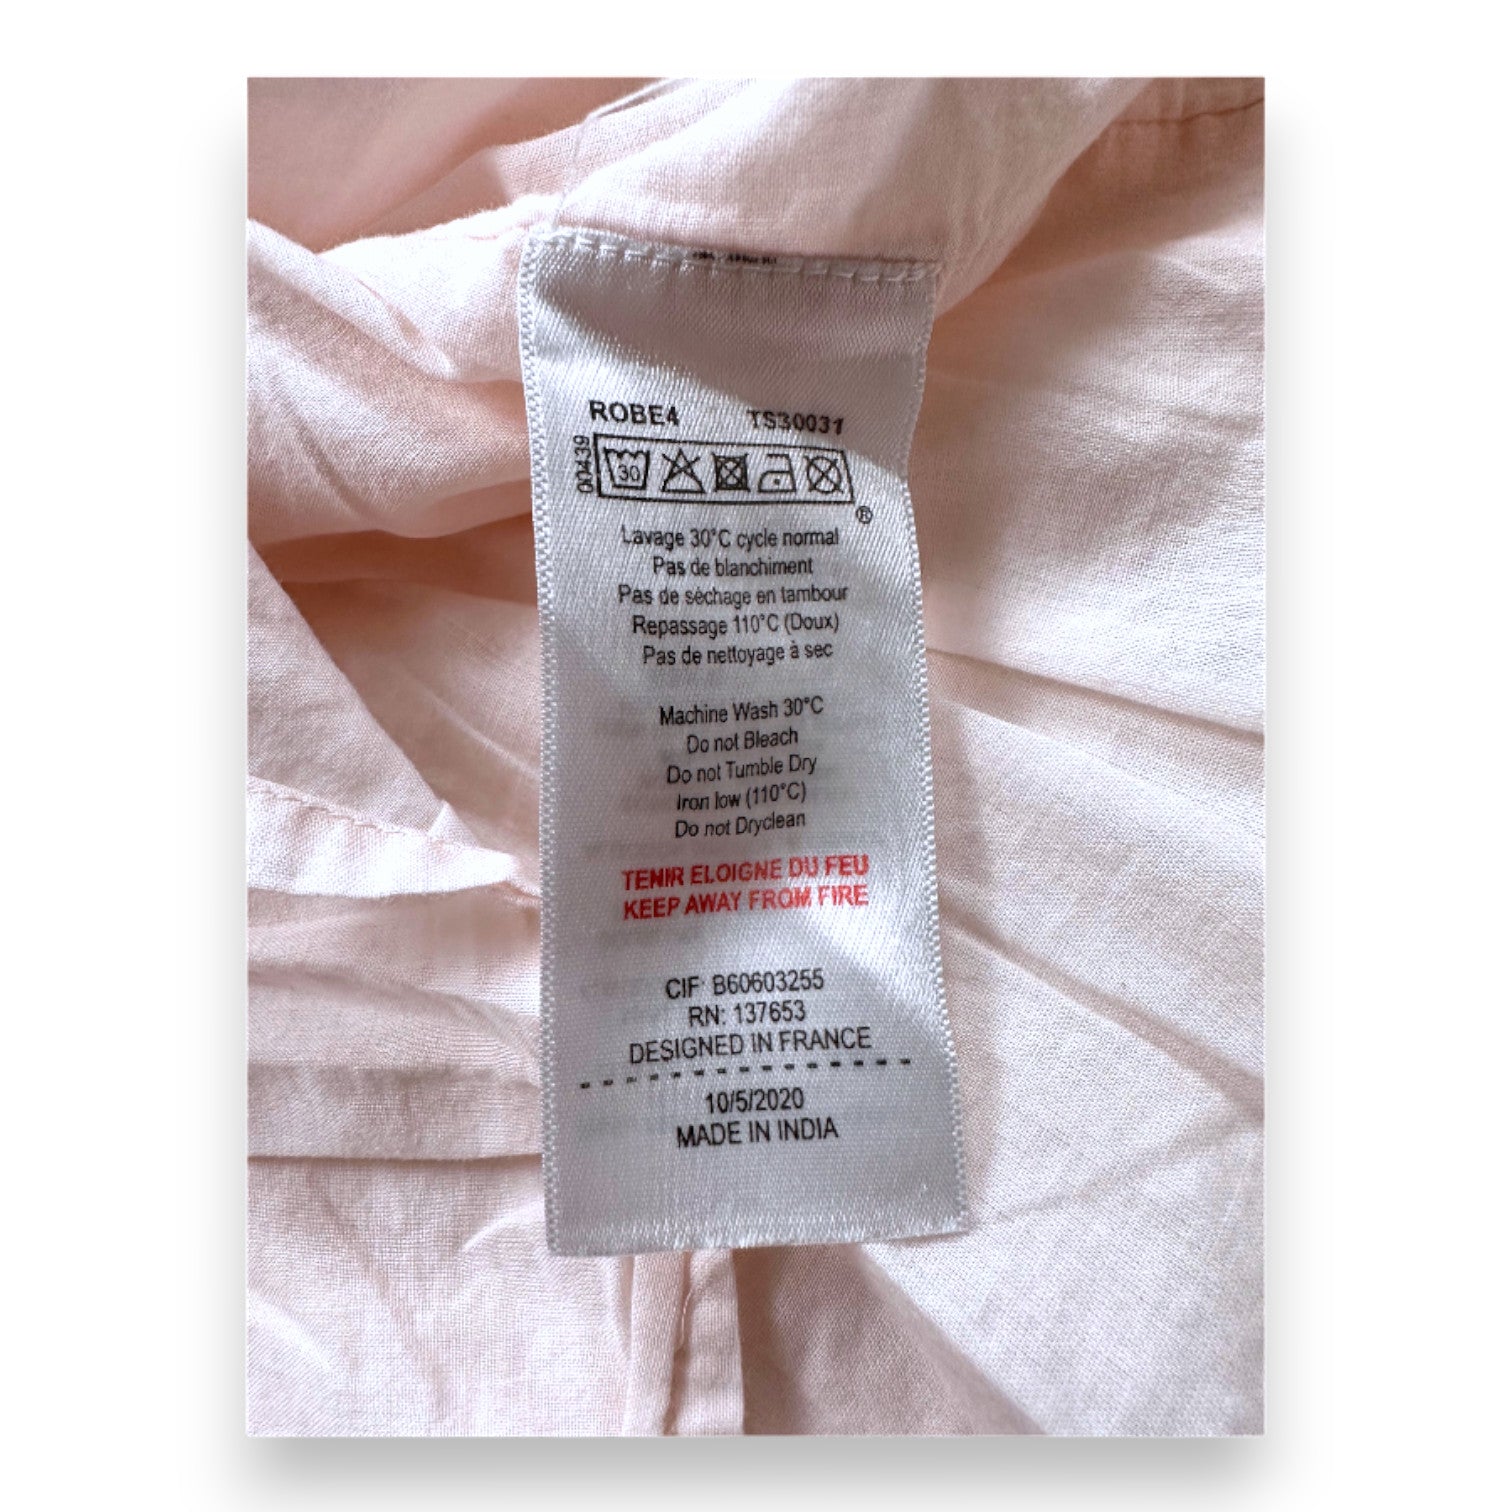 ROBE4 TS30031
00439
30
®
Lavage 30°C cycle normal
Pas de blanchiment
Pas de séchage en tambour
Repassage 110°C (Doux)
Pas de nettoyage à sec
Machine Wash 30°C
Do not Bleach
Do not Tumble Dry
Iron low (110°C)
Do not Dryclean
TENIR ELOIGNE DU FEU
KEEP AWAY FROM FIRE
CIF: B60603255
RN: 137653
DESIGNED IN FRANCE
10/5/2020
MADE IN INDIA